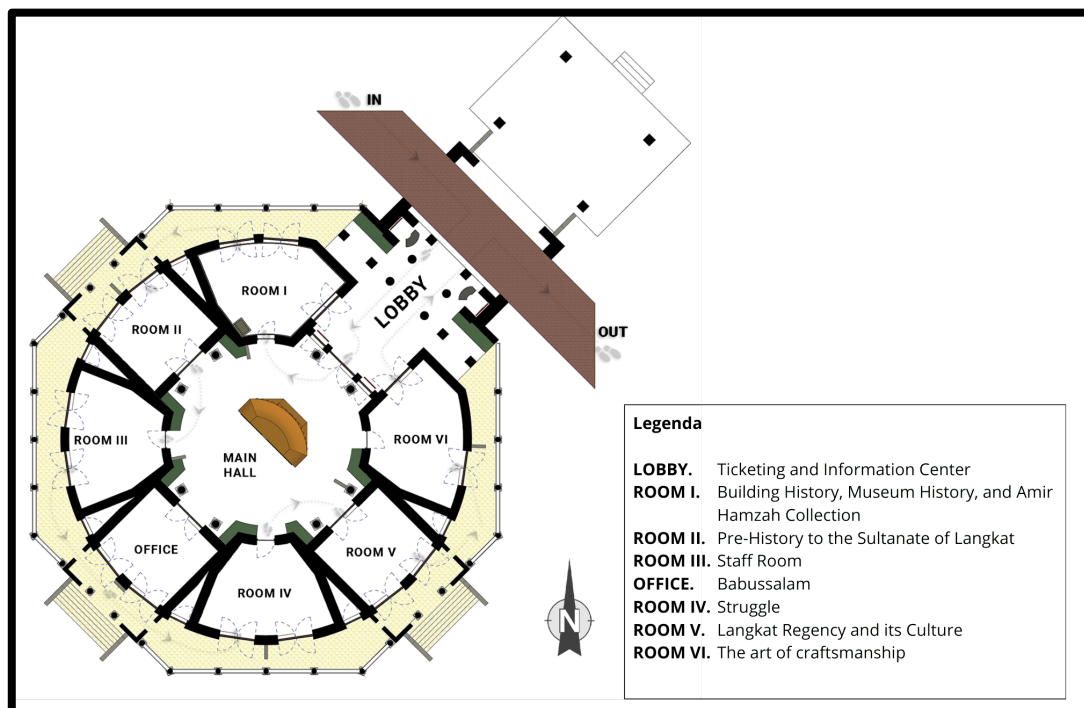 IN
ROOM I
LOBBY
ROOM II
OUT
ROOM III
MAIN
HALL
ROOM VI
OFFICE
ROOM V
ROOM IV
N
Legenda
LOBBY. Ticketing and Information Center
ROOM I. Building History, Museum History, and Amir
Hamzah Collection
ROOM II. Pre-History to the Sultanate of Langkat
ROOM III. Staff Room
OFFICE. Babussalam
ROOM IV. Struggle
ROOM V. Langkat Regency and its Culture
ROOM VI. The art of craftsmanship